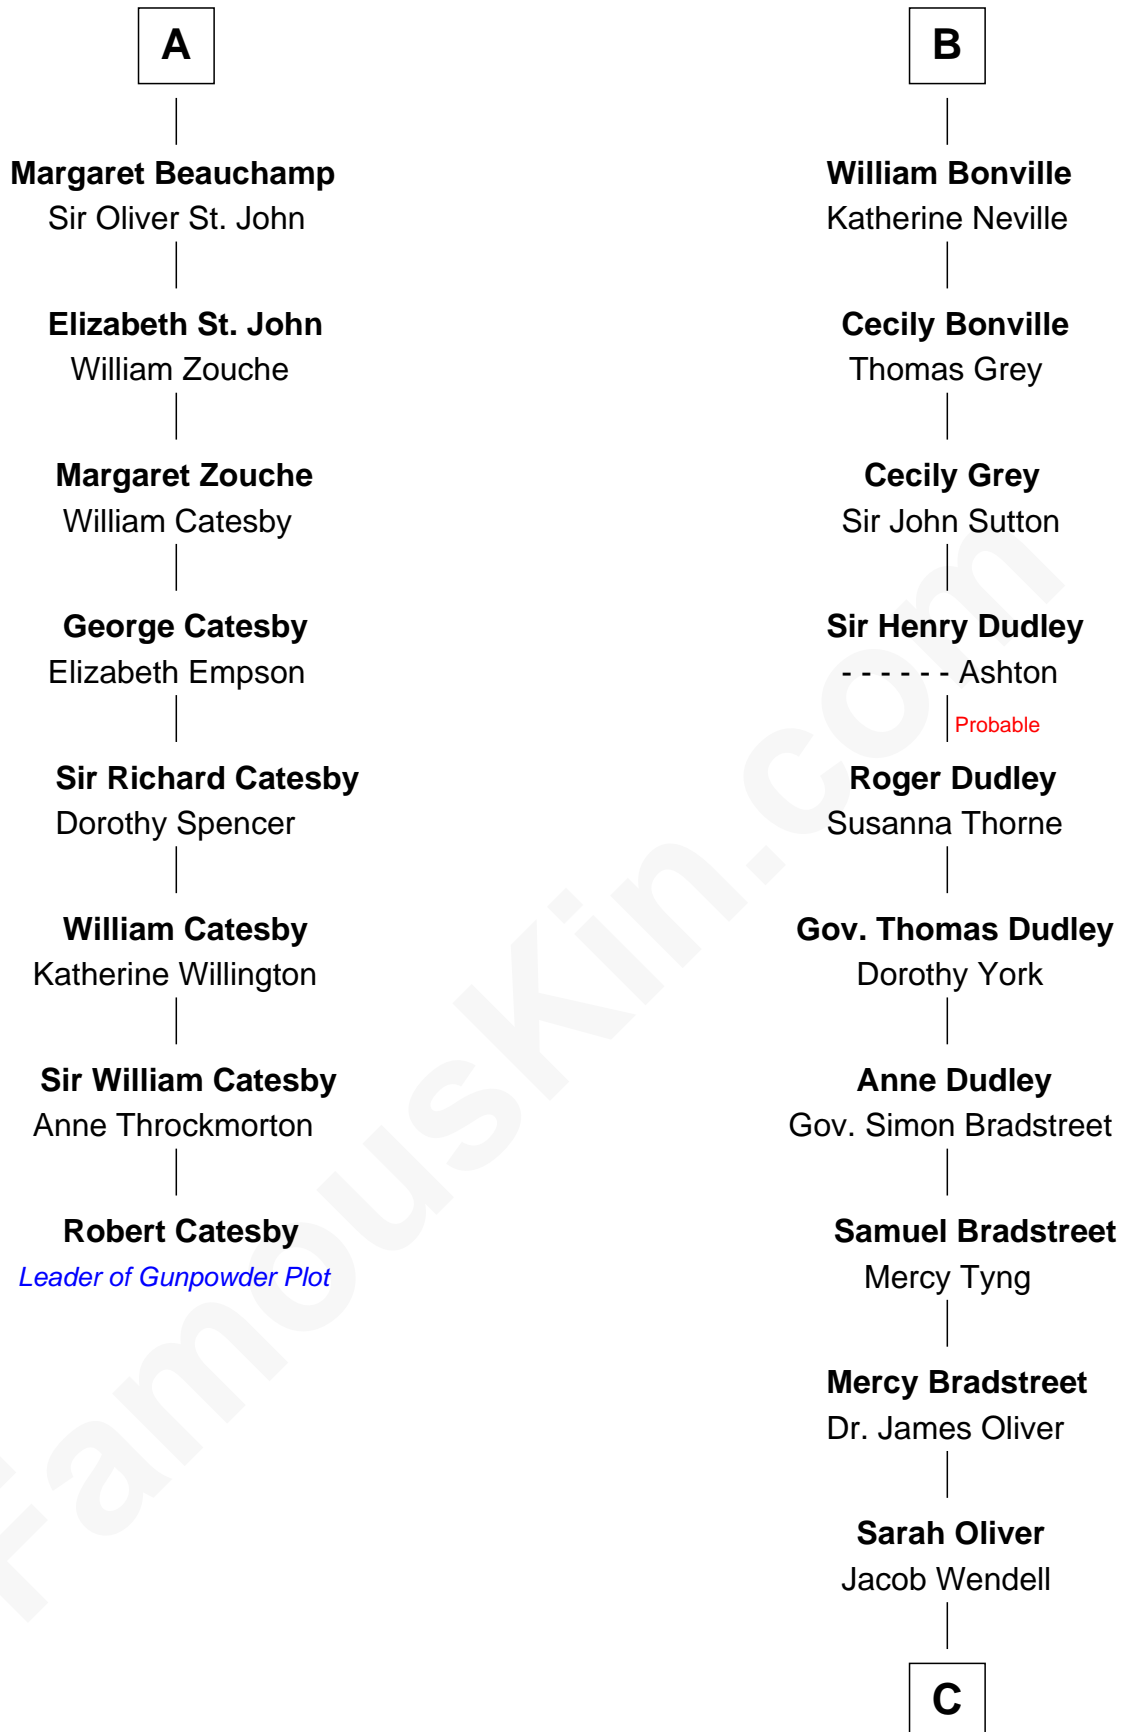 A
Margaret Beauchamp
Sir Oliver St. John
Elizabeth St. John
William Zouche
Margaret Zouche
William Catesby
George Catesby
Elizabeth Empson
Sir Richard Catesby
Dorothy Spencer
William Catesby
Katherine Willington
Sir William Catesby
Anne Throckmorton
Robert Catesby
Leader of Gunpowder Plot
B
William Bonville
Katherine Neville
Cecily Bonville
Thomas Grey
Cecily Grey
Sir John Sutton
Sir Henry Dudley
- - - - - - Ashton
Probable
Roger Dudley
Susanna Thorne
Gov. Thomas Dudley
Dorothy York
Anne Dudley
Gov. Simon Bradstreet
Samuel Bradstreet
Mercy Tyng
Mercy Bradstreet
Dr. James Oliver
Sarah Oliver
Jacob Wendell
C
FamousKin.com